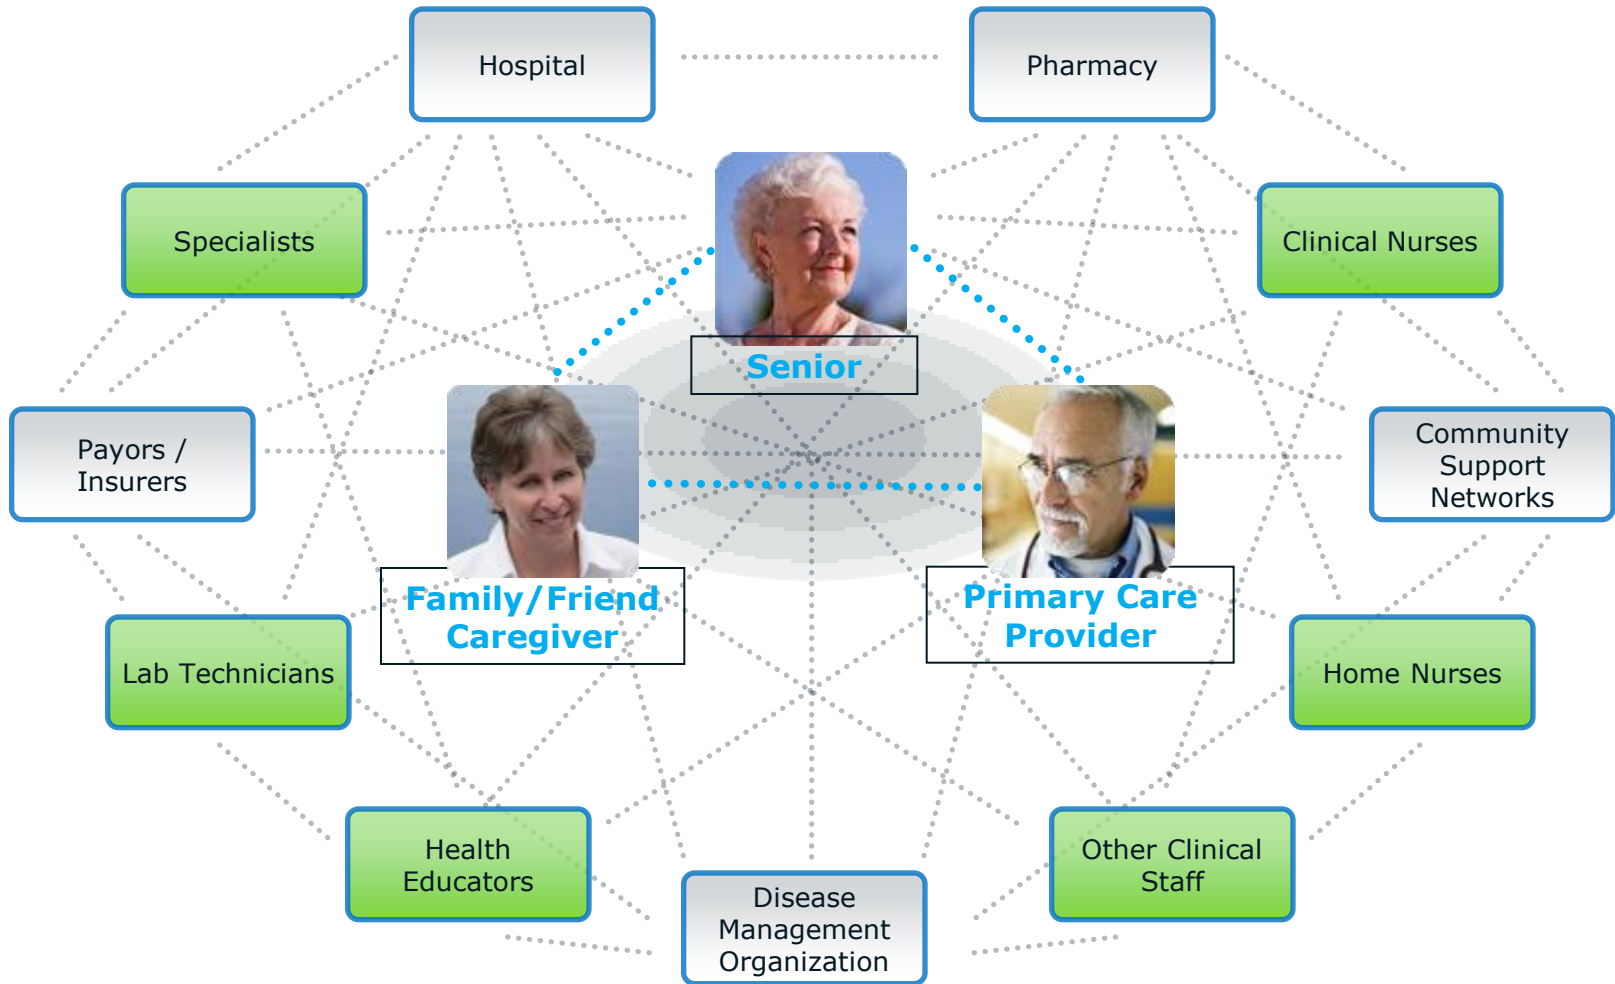 Hospital
Pharmacy
Specialists
Clinical Nurses
Senior
Payors /
Insurers
Community
Support
Networks
Family/Friend
Caregiver
Primary Care
Provider
Lab Technicians
Home Nurses
Health
Educators
Other Clinical
Staff
Disease
Management
Organization